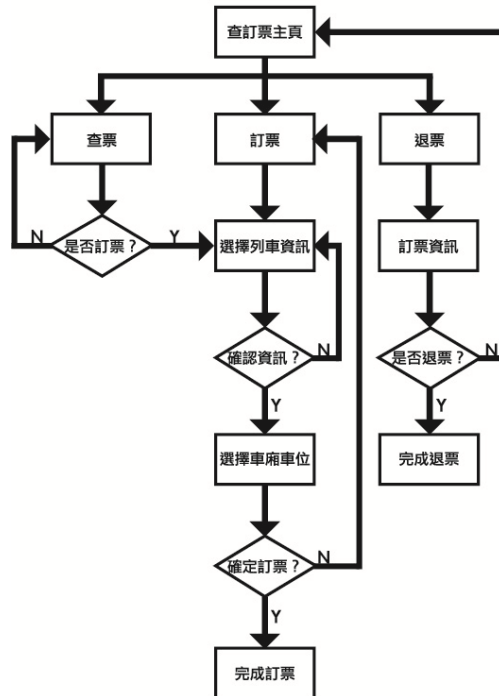 查訂票主頁
查票
訂票
退票
N
是否訂票？
Y
選擇列車資訊
訂票資訊
確認資訊？
N
是否退票？
N
Y
Y
選擇車廂車位
完成退票
確定訂票？
N
Y
完成訂票